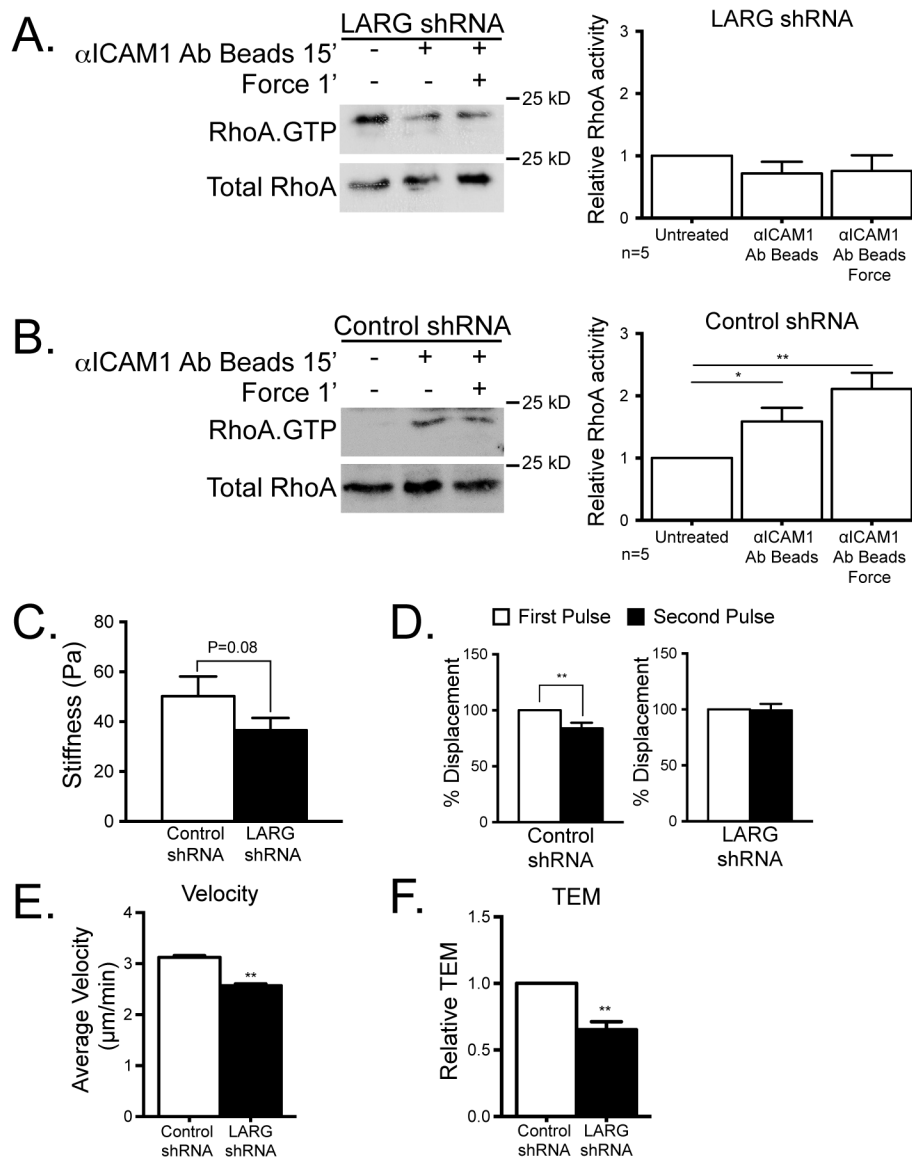 A.
LARG shRNA
αICAM1 Ab Beads 15’ - + +
Force 1’ - - +
25 kD
RhoA.GTP
25 kD
Total RhoA
LARG shRNA
Relative RhoA activity
3
2
1
0
Untreated
αICAM1
Ab Beads
αICAM1
Ab Beads
Force
n=5
B.
Control shRNA
αICAM1 Ab Beads 15’ - + +
Force 1’ - - +
25 kD
RhoA.GTP
25 kD
Total RhoA
Control shRNA
Relative RhoA activity
3
2
1
0
**
*
Untreated
αICAM1
Ab Beads
αICAM1
Ab Beads
Force
n=5
C.
Stiffness (Pa)
80
60
40
20
0
P=0.08
Control
shRNA
LARG
shRNA
D.
First Pulse Second Pulse
% Displacement
150
100
50
0
**
Control
shRNA
% Displacement
150
100
50
0
LARG
shRNA
E.
Velocity
Average Velocity
(µm/min)
4
3
2
1
0
**
Control
shRNA
LARG
shRNA
F.
TEM
Relative TEM
1.5
1.0
0.5
0.0
**
Control
shRNA
LARG
shRNA